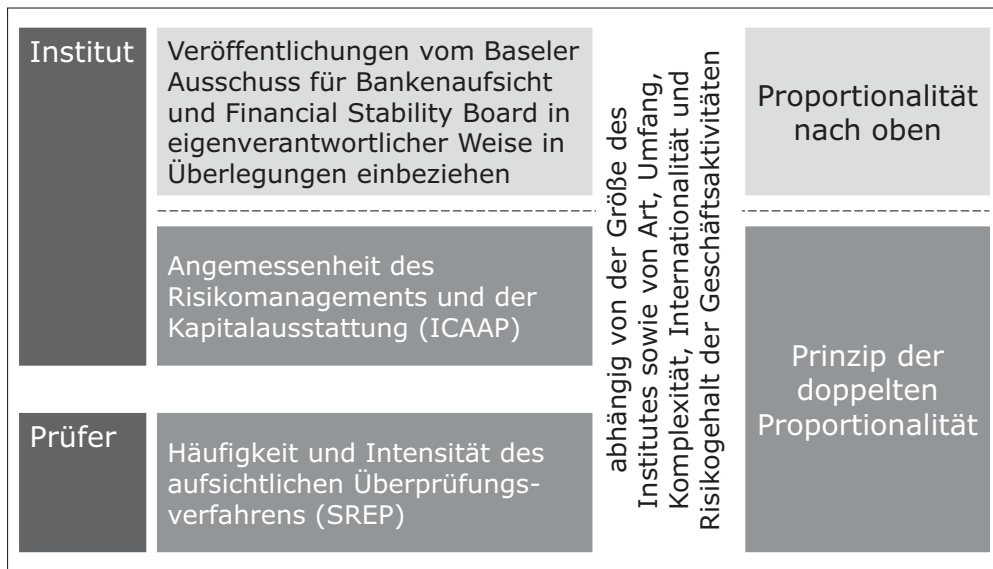 Institut
Veröffentlichungen vom Baseler
Ausschuss für Bankenaufsicht
und Financial Stability Board in
eigenverantwortlicher Weise in
Überlegungen einbeziehen
Angemessenheit des
Risikomanagements und der
Kapitalausstattung (ICAAP)
Prüfer
Häufigkeit und Intensität des
aufsichtlichen Überprüfungs-
verfahrens (SREP)
abhängig von der Größe des
Institutes sowie von Art, Umfang,
Komplexität, Internationalität und
Risikogehalt der Geschäftsaktivitäten
Proportionalität
nach oben
Prinzip der
doppelten
Proportionalität